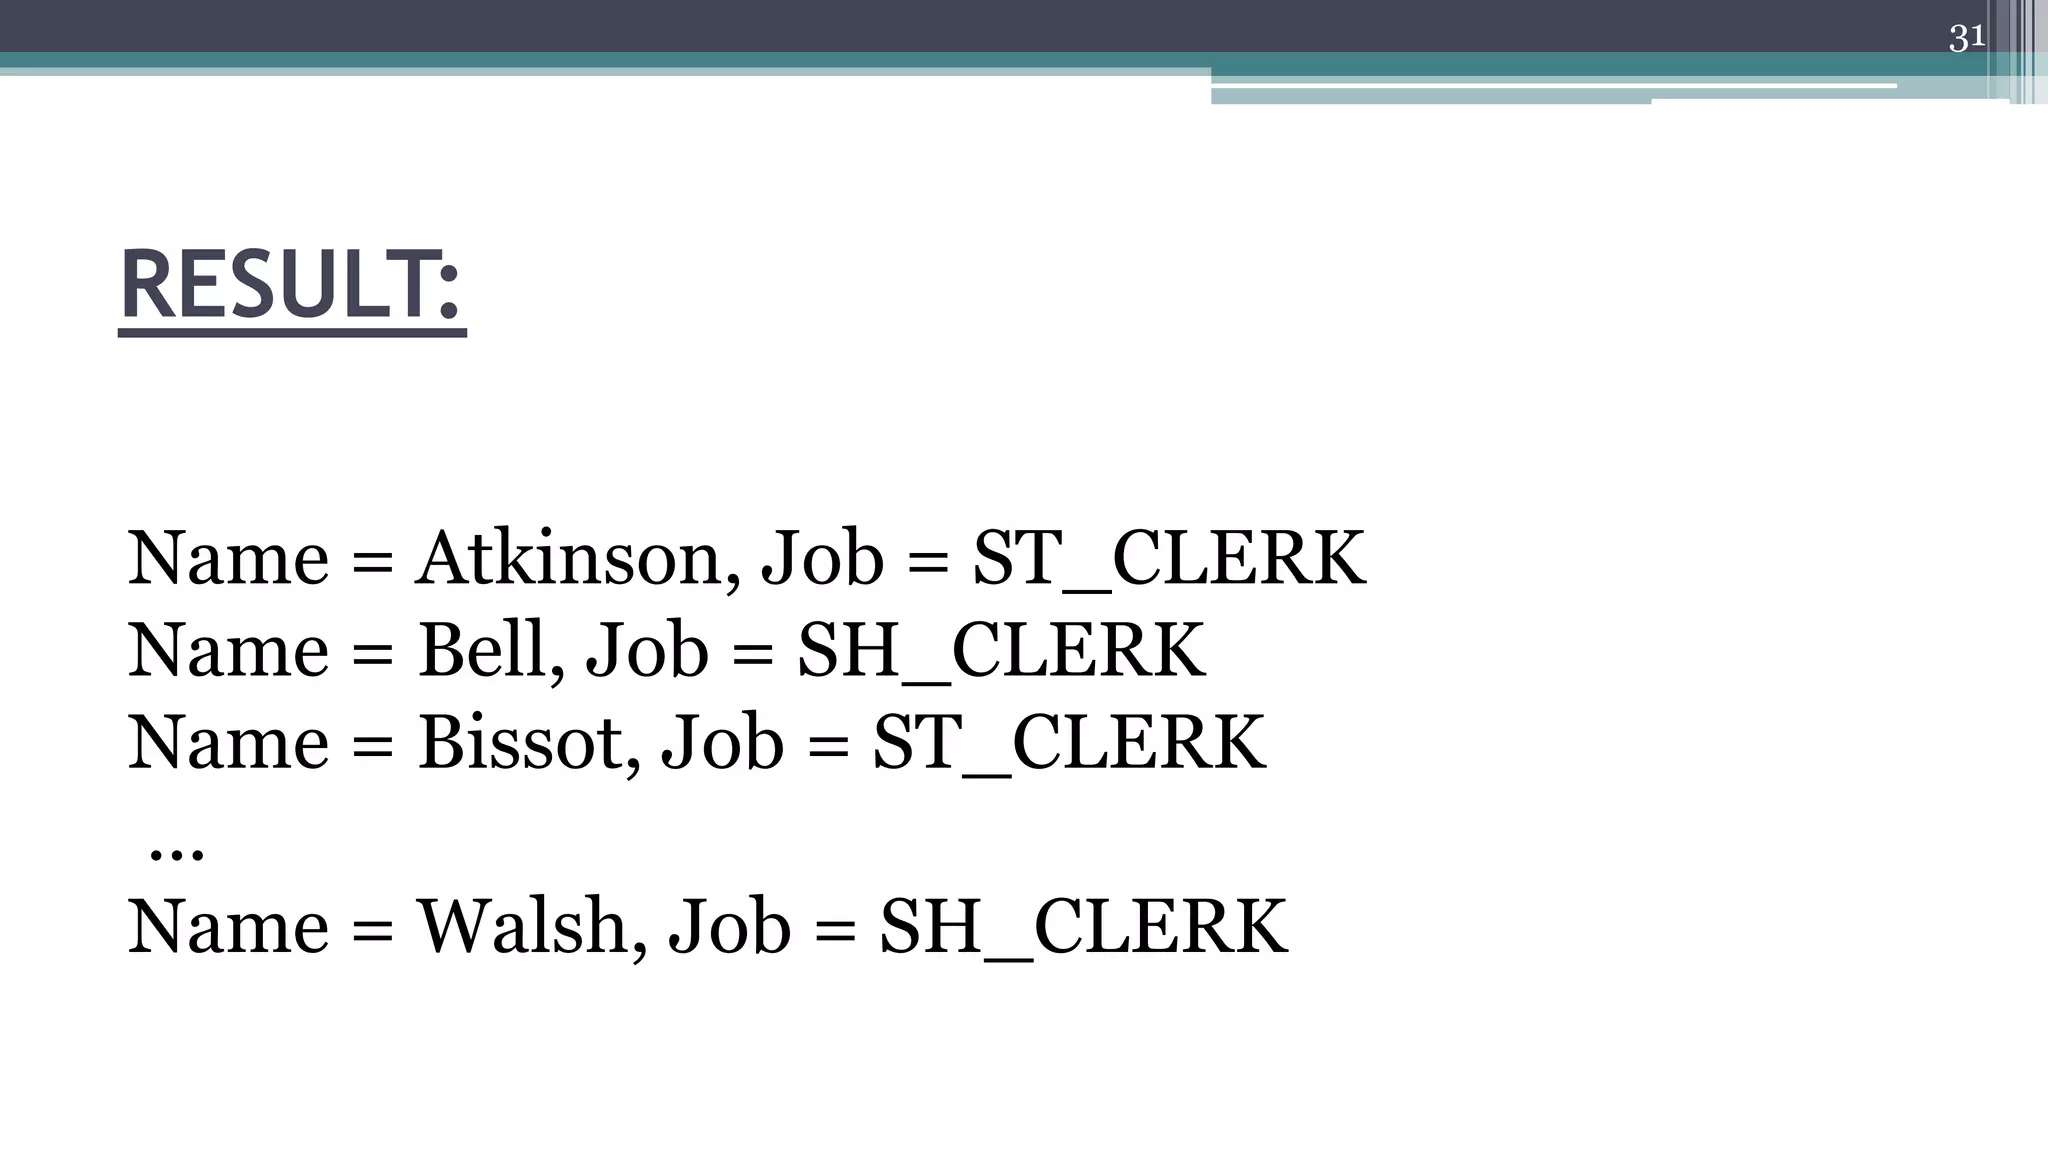 31
RESULT:
Name = Atkinson, Job = ST_CLERK
Name = Bell, Job = SH_CLERK
Name = Bissot, Job = ST_CLERK
...
Name = Walsh, Job = SH_CLERK